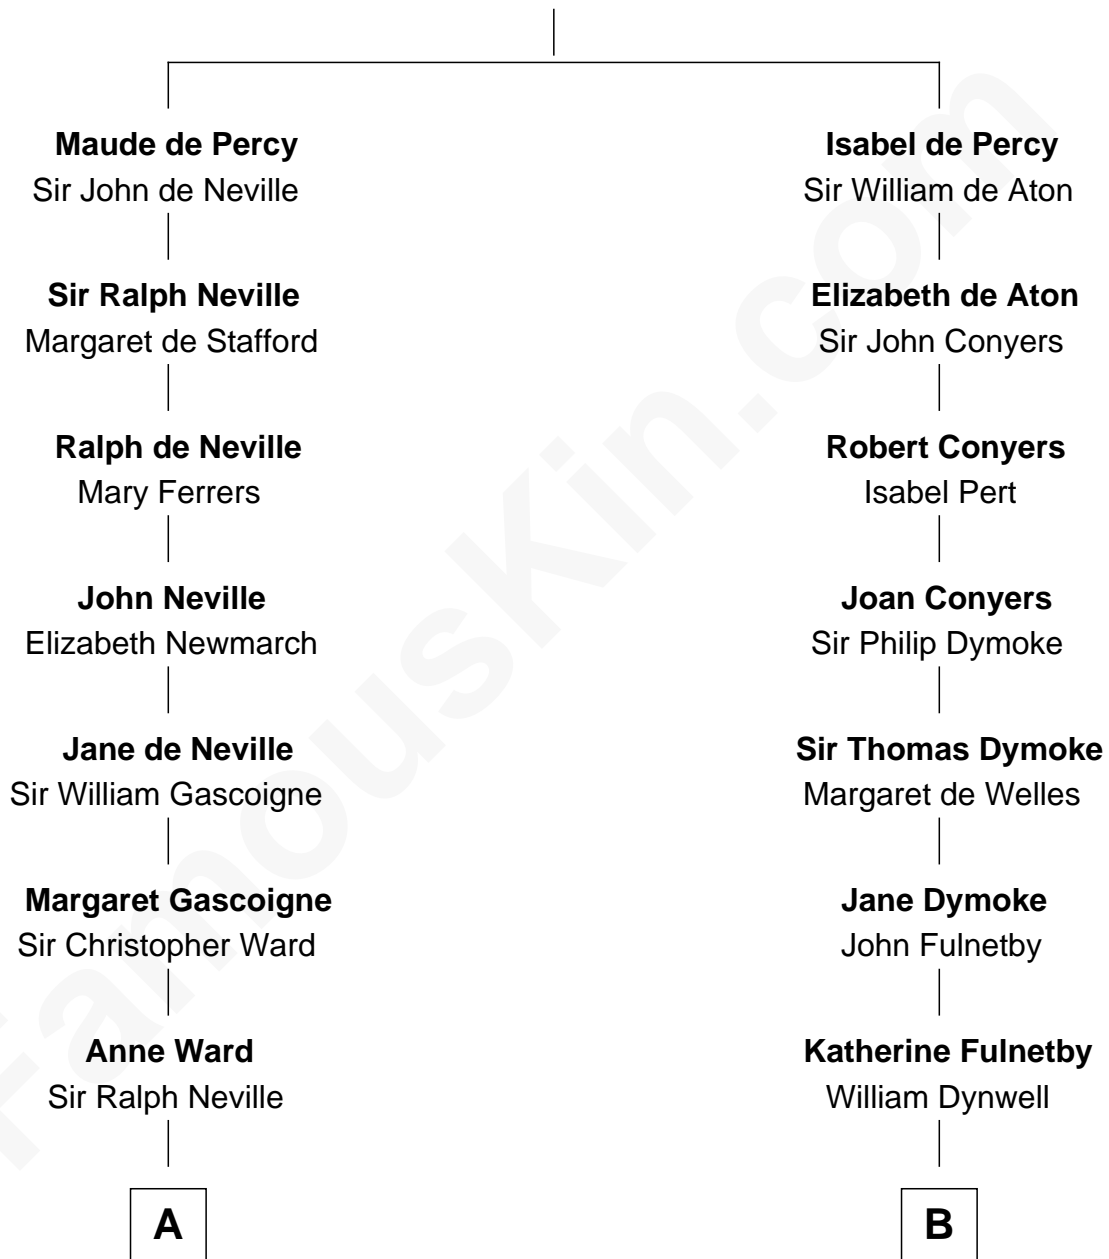 Maude de Percy
Sir John de Neville
Sir Ralph Neville
Margaret de Stafford
Ralph de Neville
Mary Ferrers
John Neville
Elizabeth Newmarch
Jane de Neville
Sir William Gascoigne
Margaret Gascoigne
Sir Christopher Ward
Anne Ward
Sir Ralph Neville
A
Isabel de Percy
Sir William de Aton
Elizabeth de Aton
Sir John Conyers
Robert Conyers
Isabel Pert
Joan Conyers
Sir Philip Dymoke
Sir Thomas Dymoke
Margaret de Welles
Jane Dymoke
John Fulnetby
Katherine Fulnetby
William Dynwell
B
FamousKin.com